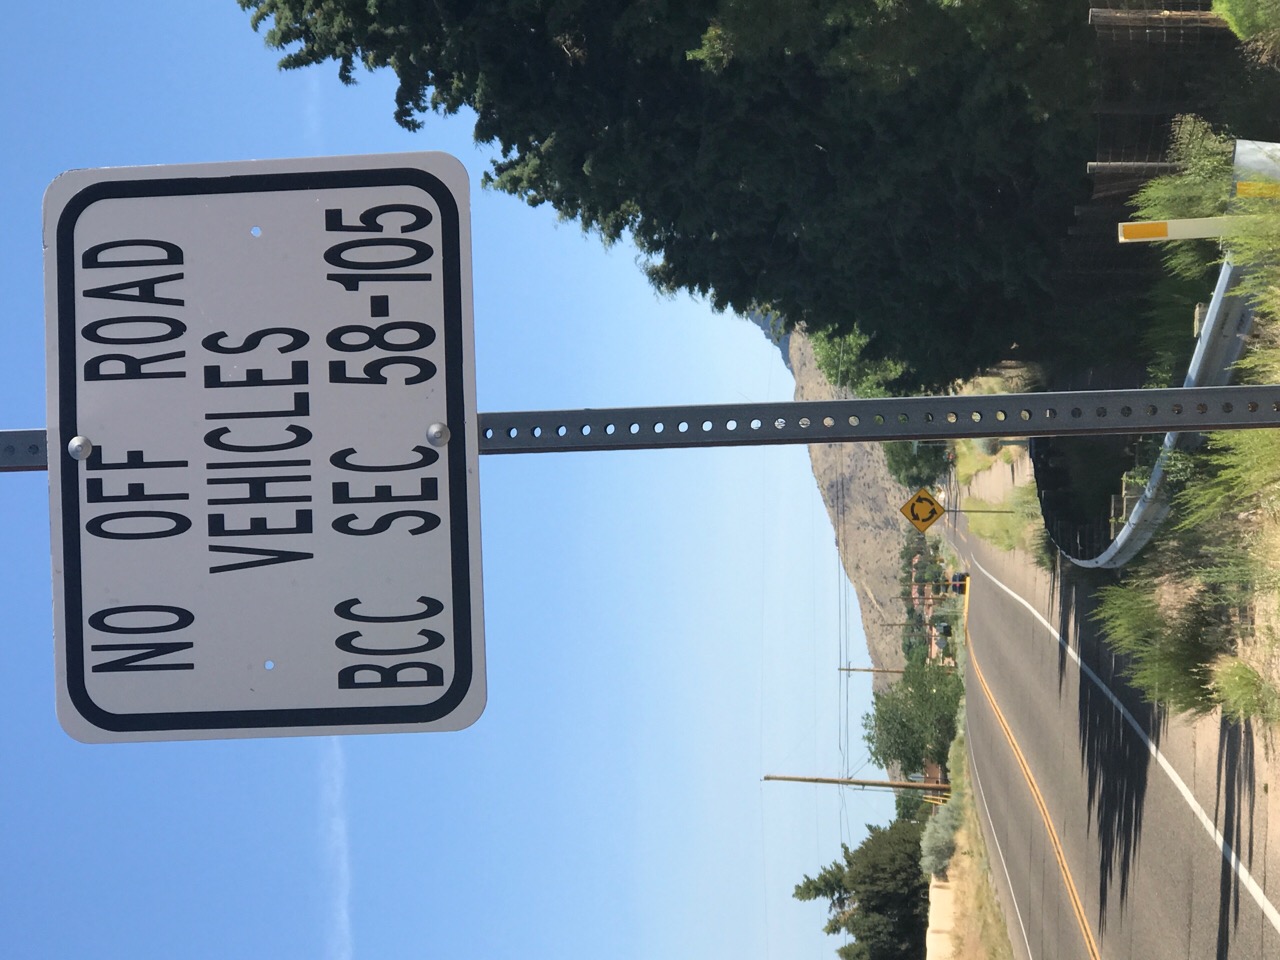 NO OFF ROAD
VEHICLES
BCC SEC 58-105